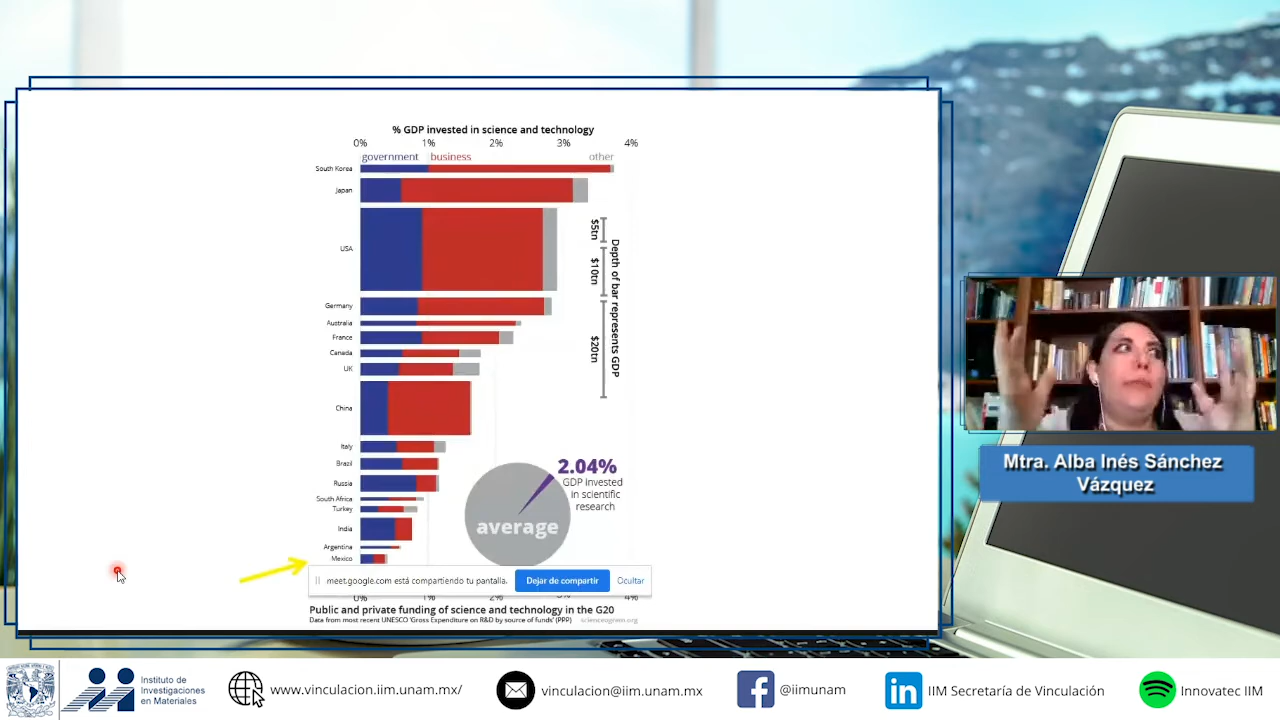 % GDP invested in science and technology
0% 1% 2% 3% 4%
government business other
South Korea
Japan
USA
Germany
Australia
France
Canada
UK
China
Italy
Brazil
Russia
South Africa
Turkey
India
Argentina
Mexico
$5tn
$10tn
$20tn
Depth of bar represents GDP
2.04%
GDP invested
in scientific
research
average
meet.google.com está compartiendo tu pantalla.
Dejar de compartir
Ocultar
0% 1% 2% 3% 4%
Public and private funding of science and technology in the G20
Data from most recent UNESCO 'Gross Expenditure on R&D by source of funds' (PPP)
scienceogram.org
Mtra. Alba Inés Sánchez
Vázquez
Instituto de
Investigaciones
en Materiales
www.vinculacion.iim.unam.mx/
vinculacion@iim.unam.mx
@iimunam
IIM Secretaría de Vinculación
Innovatec IIM